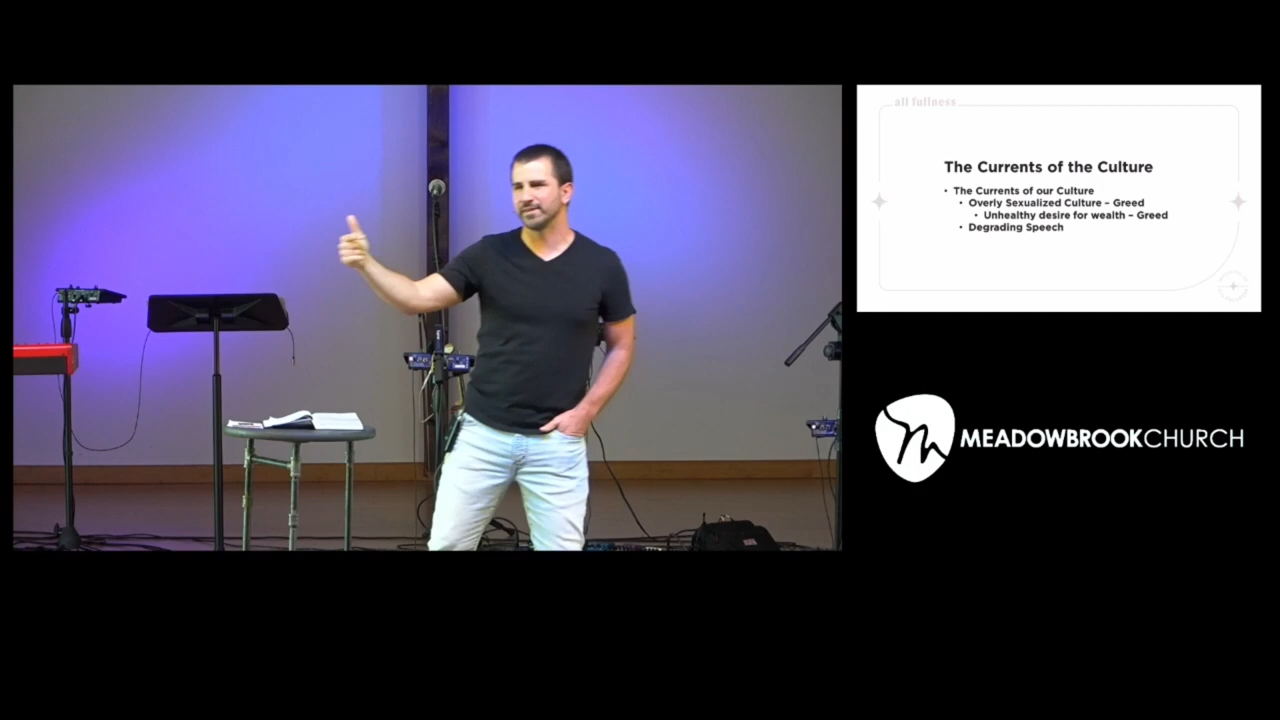 all fullness
The Currents of the Culture
• The Currents of our Culture
• Overly Sexualized Culture – Greed
• Unhealthy desire for wealth – Greed
• Degrading Speech
MEADOWBROOKCHURCH